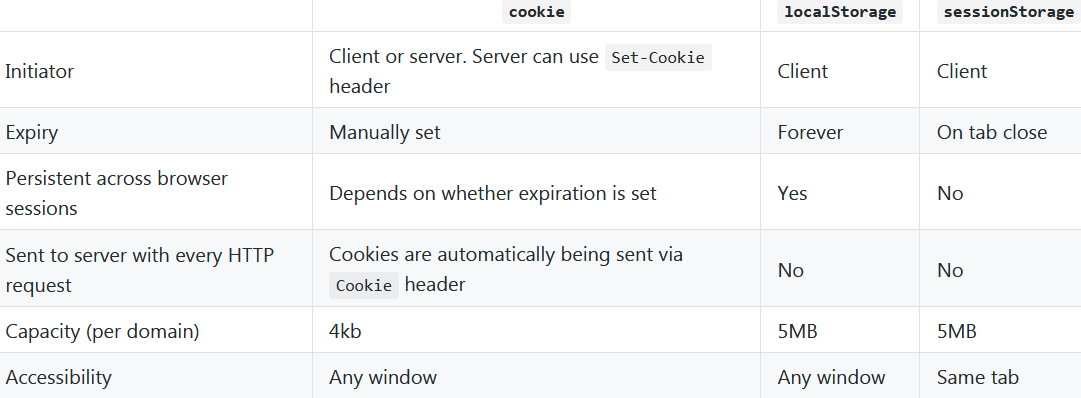 cookie localStorage sessionStorage
Initiator Client or server. Server can use Set-Cookie header Client Client
Expiry Manually set Forever On tab close
Persistent across browser sessions Depends on whether expiration is set Yes No
Sent to server with every HTTP request Cookies are automatically being sent via Cookie header No No
Capacity (per domain) 4kb 5MB 5MB
Accessibility Any window Any window Same tab